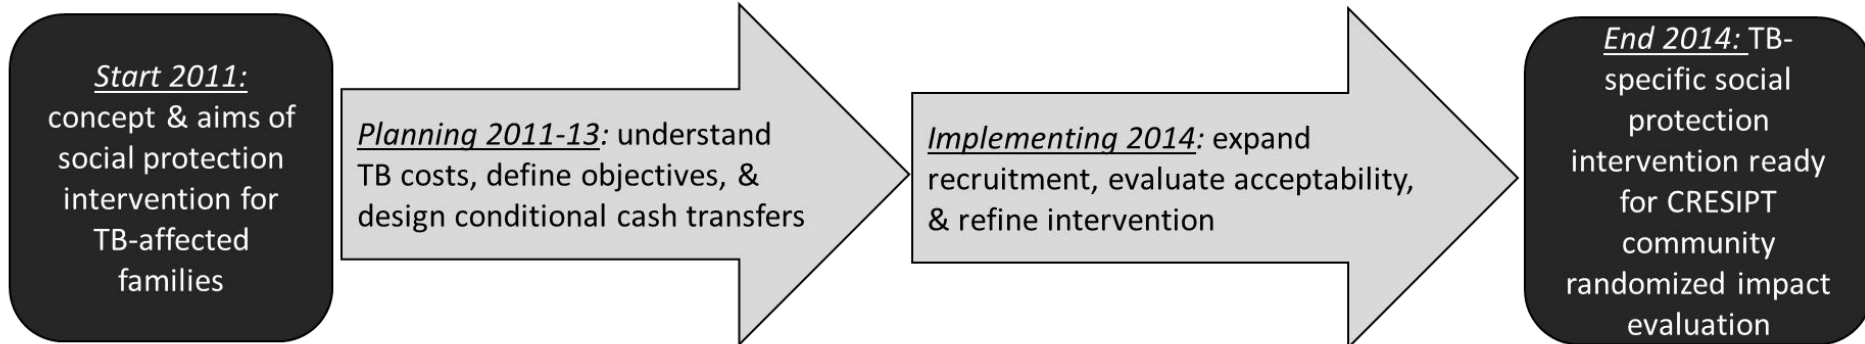 Start 2011:
concept & aims of
social protection
intervention for
TB-affected
families
Planning 2011-13: understand
TB costs, define objectives, &
design conditional cash transfers
Implementing 2014: expand
recruitment, evaluate acceptability,
& refine intervention
End 2014: TB-
specific social
protection
intervention ready
for CRESIPT
community
randomized impact
evaluation